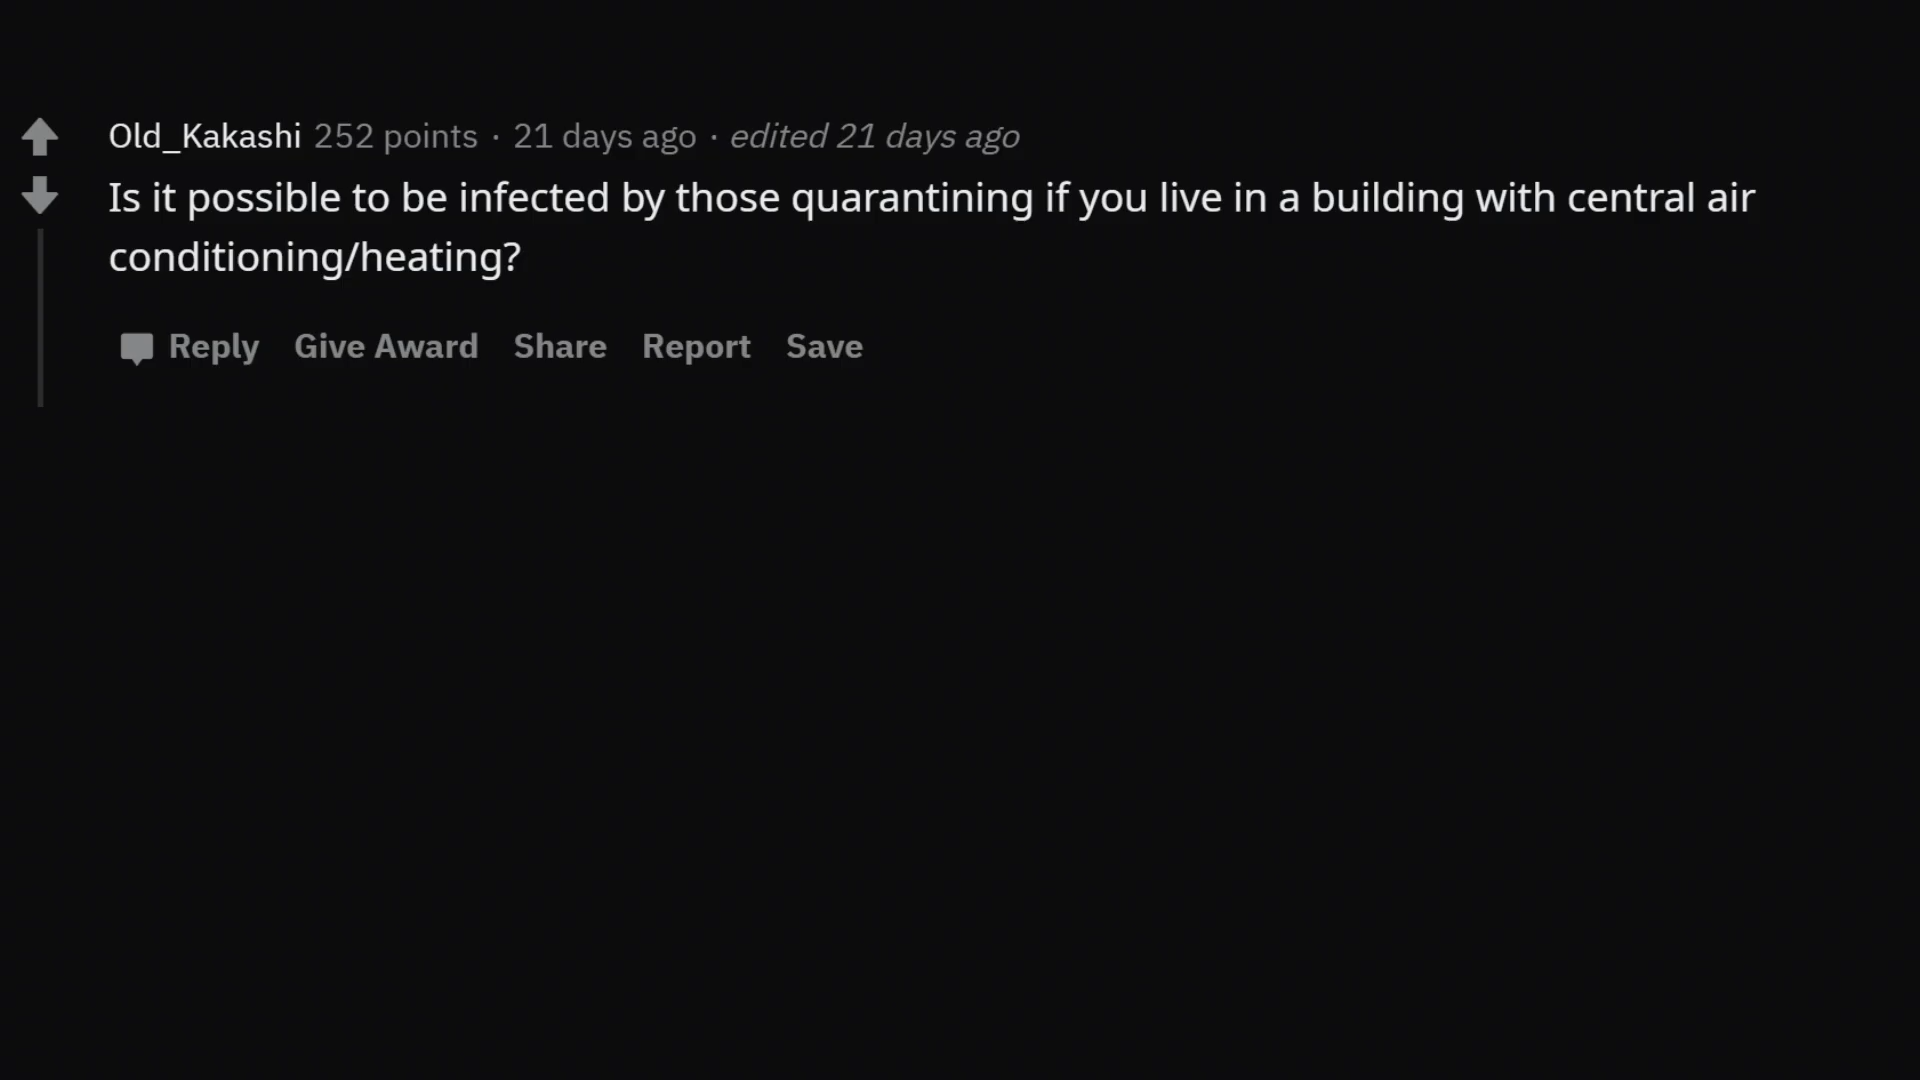 Old_Kakashi 252 points · 21 days ago · edited 21 days ago
Is it possible to be infected by those quarantining if you live in a building with central air
conditioning/heating?
Reply Give Award Share Report Save